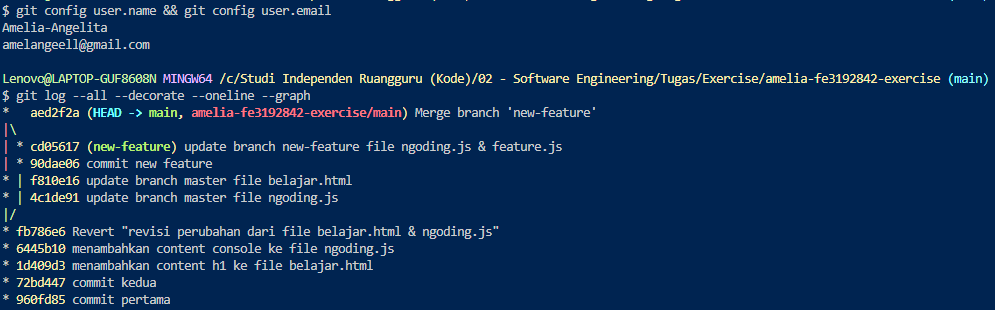 $ git config user.name && git config user.email
Amelia-Angelita
amelangeell@gmail.com
Lenovo@LAPTOP-GUF8608N MINGW64 /c/Studi Independen Ruangguru (Kode)/02 - Software Engineering/Tugas/Exercise/amelia-fe3192842-exercise (main)
$ git log --all --decorate --oneline --graph
*   aed2f2a (HEAD -> main, amelia-fe3192842-exercise/main) Merge branch 'new-feature'
|\
| * cd05617 (new-feature) update branch new-feature file ngoding.js & feature.js
| * 90dae06 commit new feature
* | f810e16 update branch master file belajar.html
* | 4c1de91 update branch master file ngoding.js
|/
* fb786e6 Revert "revisi perubahan dari file belajar.html & ngoding.js"
* 6445b10 menambahkan content console ke file ngoding.js
* 1d409d3 menambahkan content h1 ke file belajar.html
* 72bd447 commit kedua
* 960fd85 commit pertama